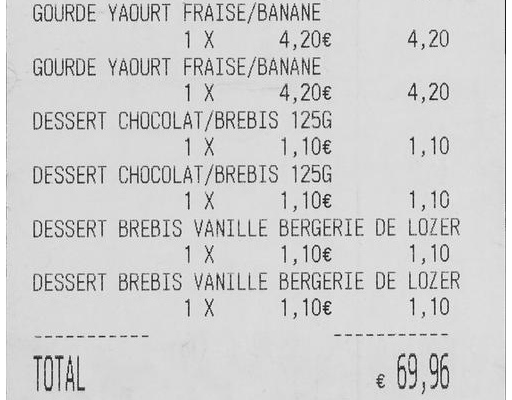 GOURDE YAOURT FRAISE/BANANE
1 X 4,20€ 4,20
GOURDE YAOURT FRAISE/BANANE
1 X 4,20€ 4,20
DESSERT CHOCOLAT/BREBIS 125G
1 X 1,10€ 1,10
DESSERT CHOCOLAT/BREBIS 125G
1 X 1,10€ 1,10
DESSERT BREBIS VANILLE BERGERIE DE LOZER
1 X 1,10€ 1,10
DESSERT BREBIS VANILLE BERGERIE DE LOZER
1 X 1,10€ 1,10
----------- -----------
TOTAL € 69,96